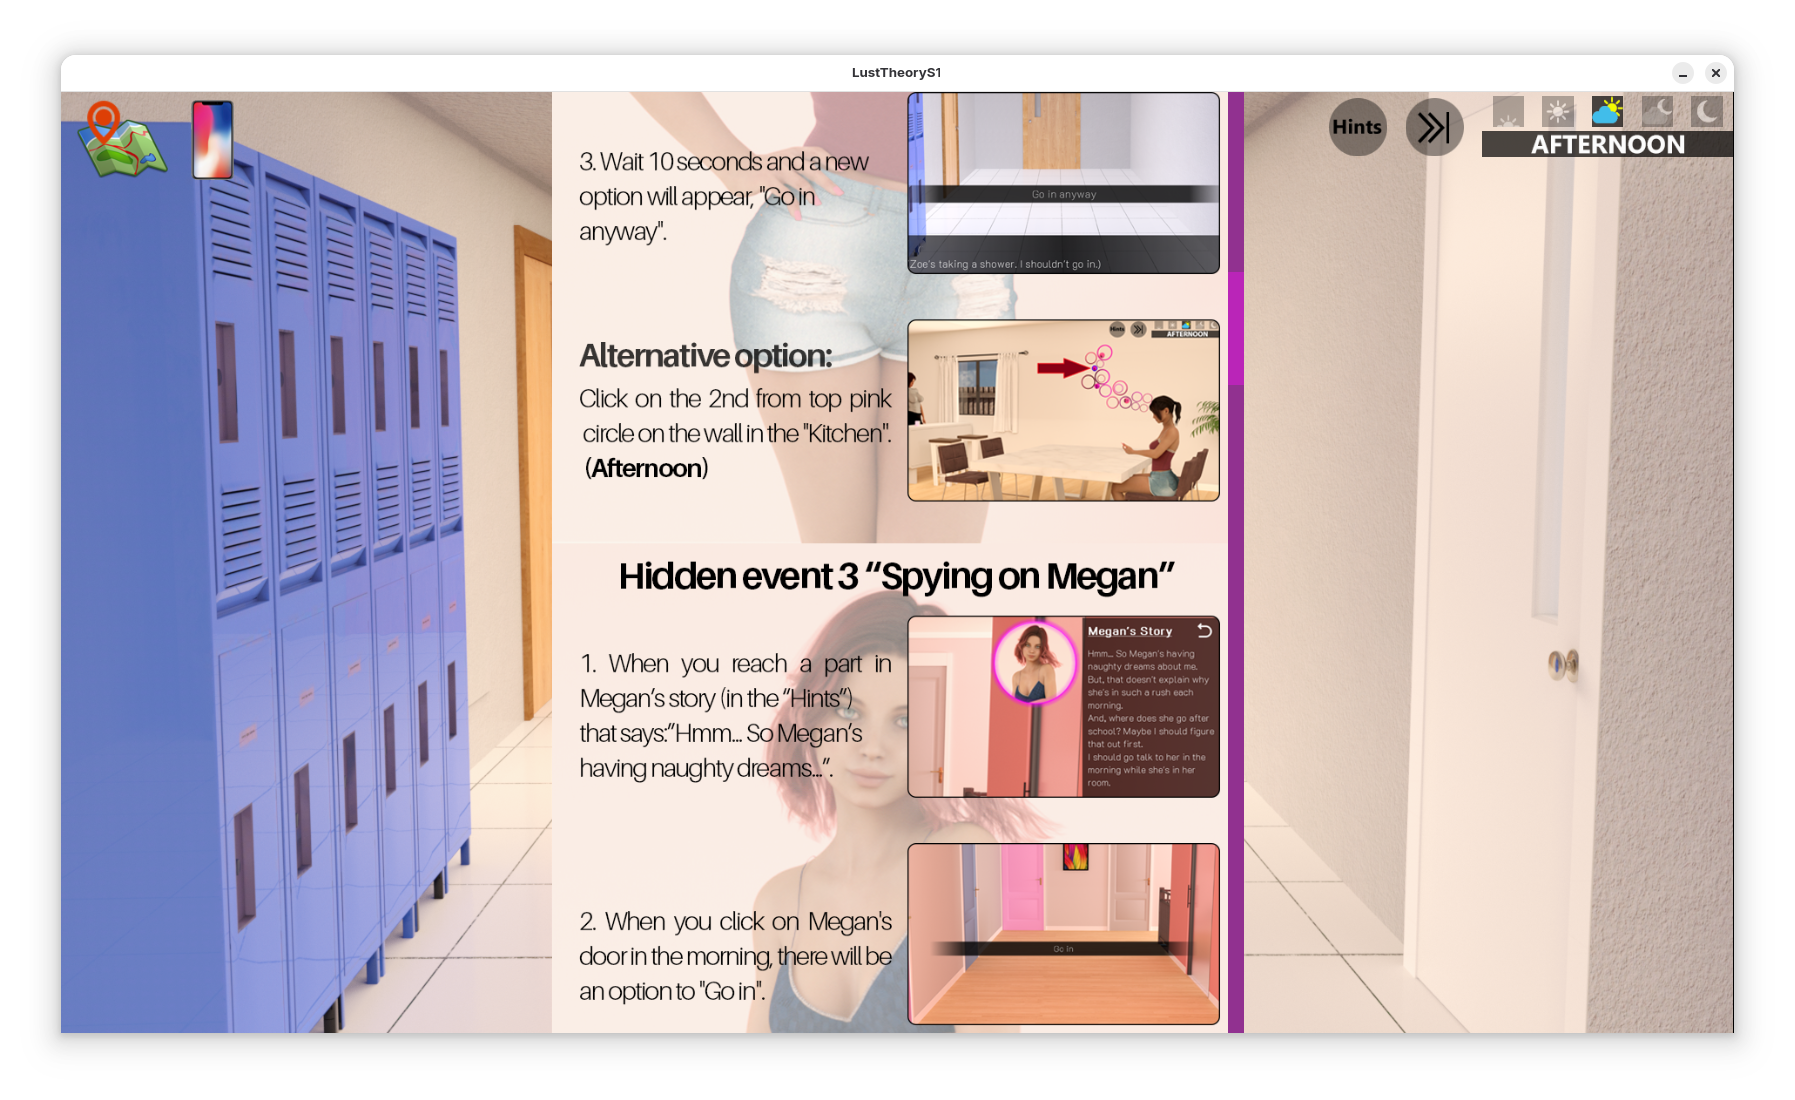 LustTheoryS1
Hints
AFTERNOON
3. Wait 10 seconds and a new
option will appear, "Go in
anyway".
Go in anyway
Zoe's taking a shower. I shouldn't go in.)
Alternative option:
Click on the 2nd from top pink
circle on the wall in the "Kitchen".
(Afternoon)
Hints
AFTERNOON
Hidden event 3 “Spying on Megan”
1. When you reach a part in
Megan’s story (in the “Hints”)
that says:”Hmm... So Megan’s
having naughty dreams...”.
Megan's Story
Hmm... So Megan's having
naughty dreams about me.
But, that doesn't explain why
she's in such a rush each
morning.
And, where does she go after
school? Maybe I should figure
that out first.
I should go talk to her in the
morning while she's in her
room.
2. When you click on Megan's
door in the morning, there will be
an option to "Go in".
Go in